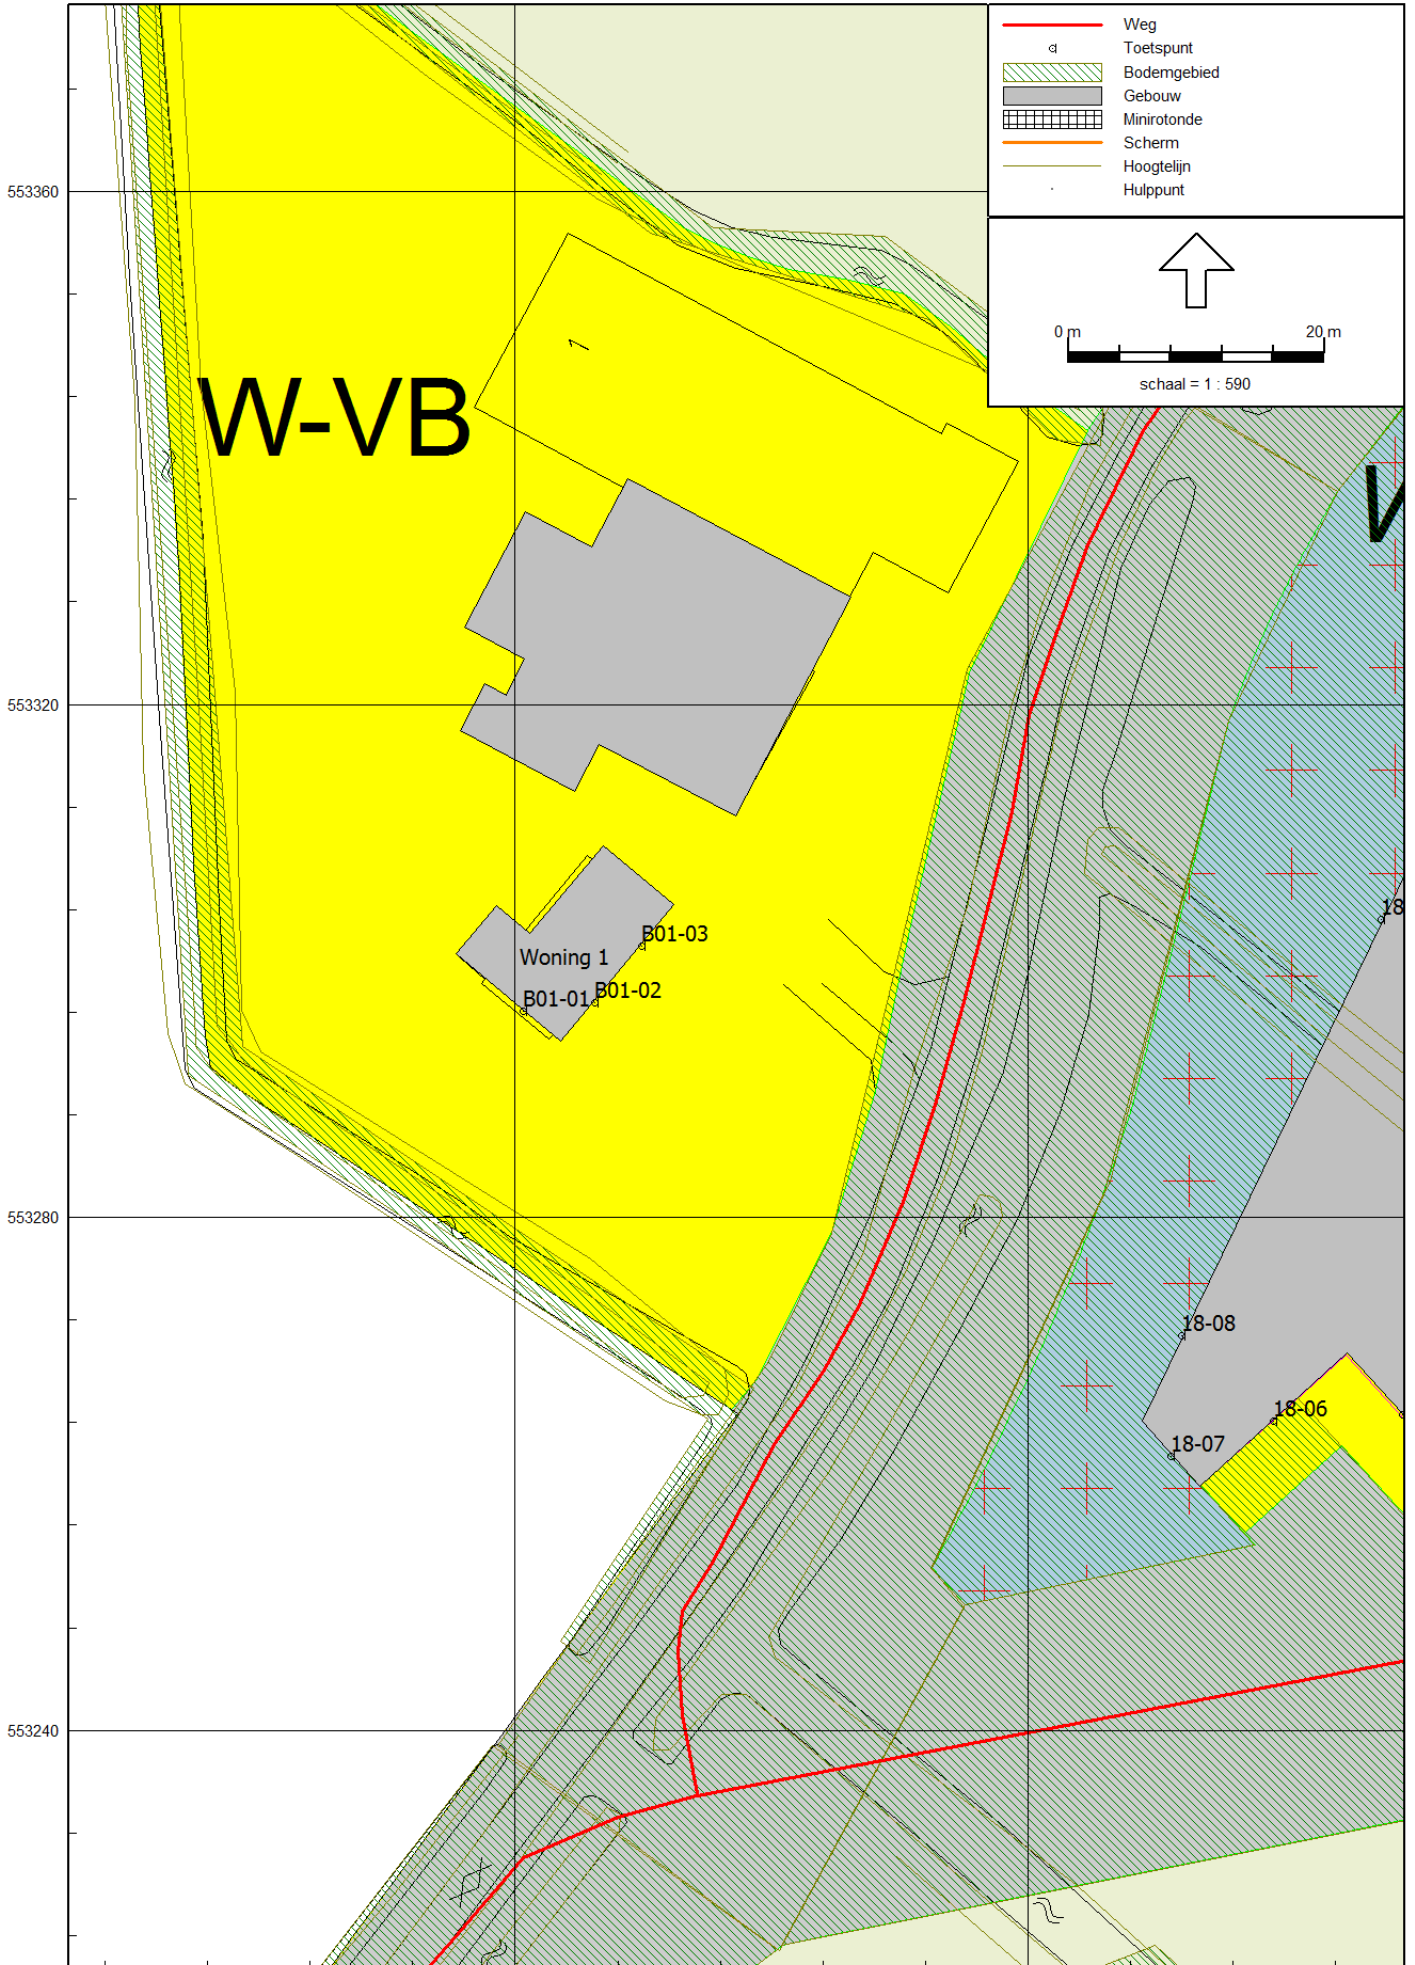 Weg
Toetspunt
Bodemgebied
Gebouw
Minirotonde
Scherm
Hoogtelijn
Hulppunt
0 m 20 m
schaal = 1 : 590
553360
1
W-VB
553320
18
B01-03
Woning 1
B01-01 B01-02
553280
18-08
18-06
18-07
553240